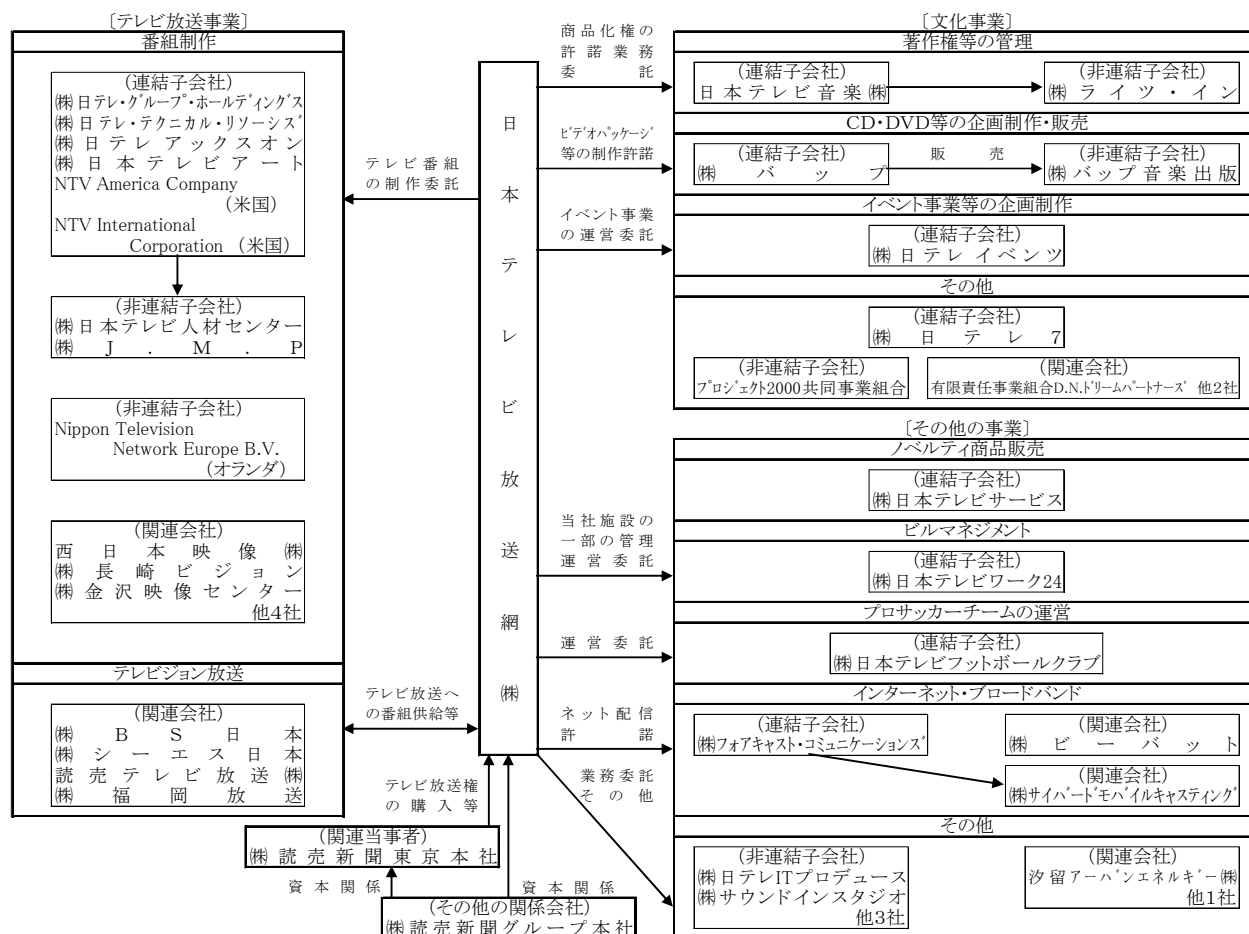 〔テレビ放送事業〕
番組制作
(連結子会社)
㈱日テレ・グループ・ホールディングス
㈱日テレ・テクニカル・リソーシズ
㈱日テレアックスオン
㈱日本テレビアート
NTV America Company
(米国)
NTV International
Corporation (米国)
(非連結子会社)
㈱日本テレビ人材センター
㈱J.M.P
(非連結子会社)
Nippon Television
Network Europe B.V.
(オランダ)
(関連会社)
西日本映像㈱
㈱長崎ビジョン
㈱金沢映像センター
他4社
テレビジョン放送
(関連会社)
㈱BS日本
㈱シーエス日本
読売テレビ放送㈱
㈱福岡放送
テレビ番組
の制作委託
テレビ放送へ
の番組供給等
日本テレビ放送網㈱
テレビ放送権
の購入等
(関連当事者)
㈱読売新聞東京本社
資本関係
資本関係
(その他の関係会社)
㈱読売新聞グループ本社
商品化権の
許諾業務
委託
ビデオパッケージ
等の制作許諾
イベント事業
の運営委託
当社施設の
一部の管理
運営委託
運営委託
ネット配信
許諾
業務委託
その他
〔文化事業〕
著作権等の管理
(連結子会社)
日本テレビ音楽㈱
(非連結子会社)
㈱ライツ・イン
CD・DVD等の企画制作・販売
(連結子会社)
㈱バップ
販売
(非連結子会社)
㈱バップ音楽出版
イベント事業等の企画制作
(連結子会社)
㈱日テレイベンツ
その他
(連結子会社)
㈱日テレ7
(非連結子会社)
プロジェクト2000共同事業組合
(関連会社)
有限責任事業組合D.N.ドリームパートナーズ 他2社
〔その他の事業〕
ノベルティ商品販売
(連結子会社)
㈱日本テレビサービス
ビルマネジメント
(連結子会社)
㈱日本テレビワーク24
プロサッカーチームの運営
(連結子会社)
㈱日本テレビフットボールクラブ
インターネット・ブロードバンド
(連結子会社)
㈱フォアキャスト・コミュニケーションズ
(関連会社)
㈱ビーバット
(関連会社)
㈱サイバードモバイルキャスティング
その他
(非連結子会社)
㈱日テレITプロデュース
㈱サウンドインスタジオ
他3社
(関連会社)
汐留アーバンエネルギー㈱
他1社